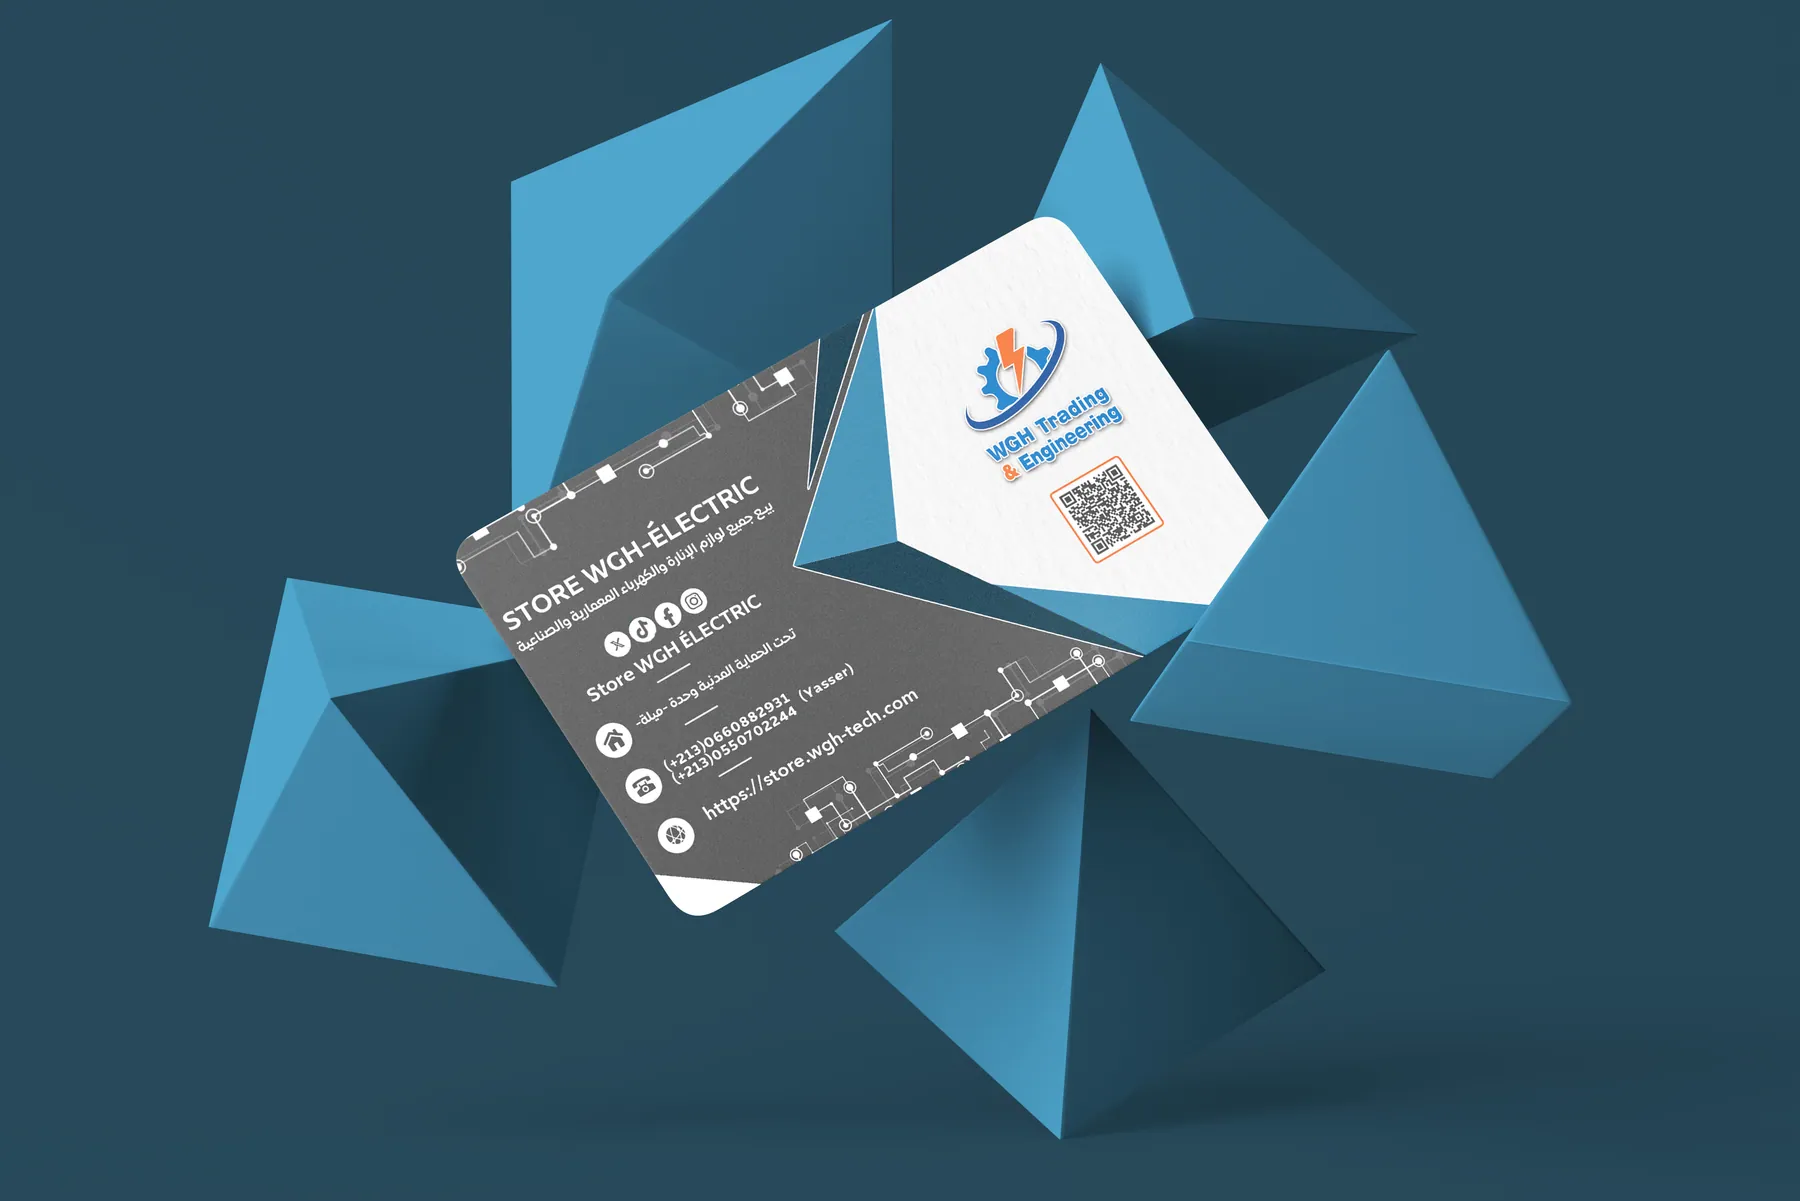 STORE WGH-ÉLECTRIC
بيع جميع لوازم الإنارة والكهرباء المعمارية والصناعية
Store WGH ÉLECTRIC
تحت الحماية المدنية وحدة -ميلة-
(+213)0660882931 (Yasser)
(+213)0550702244
https://store.wgh-tech.com
WGH Trading
& Engineering